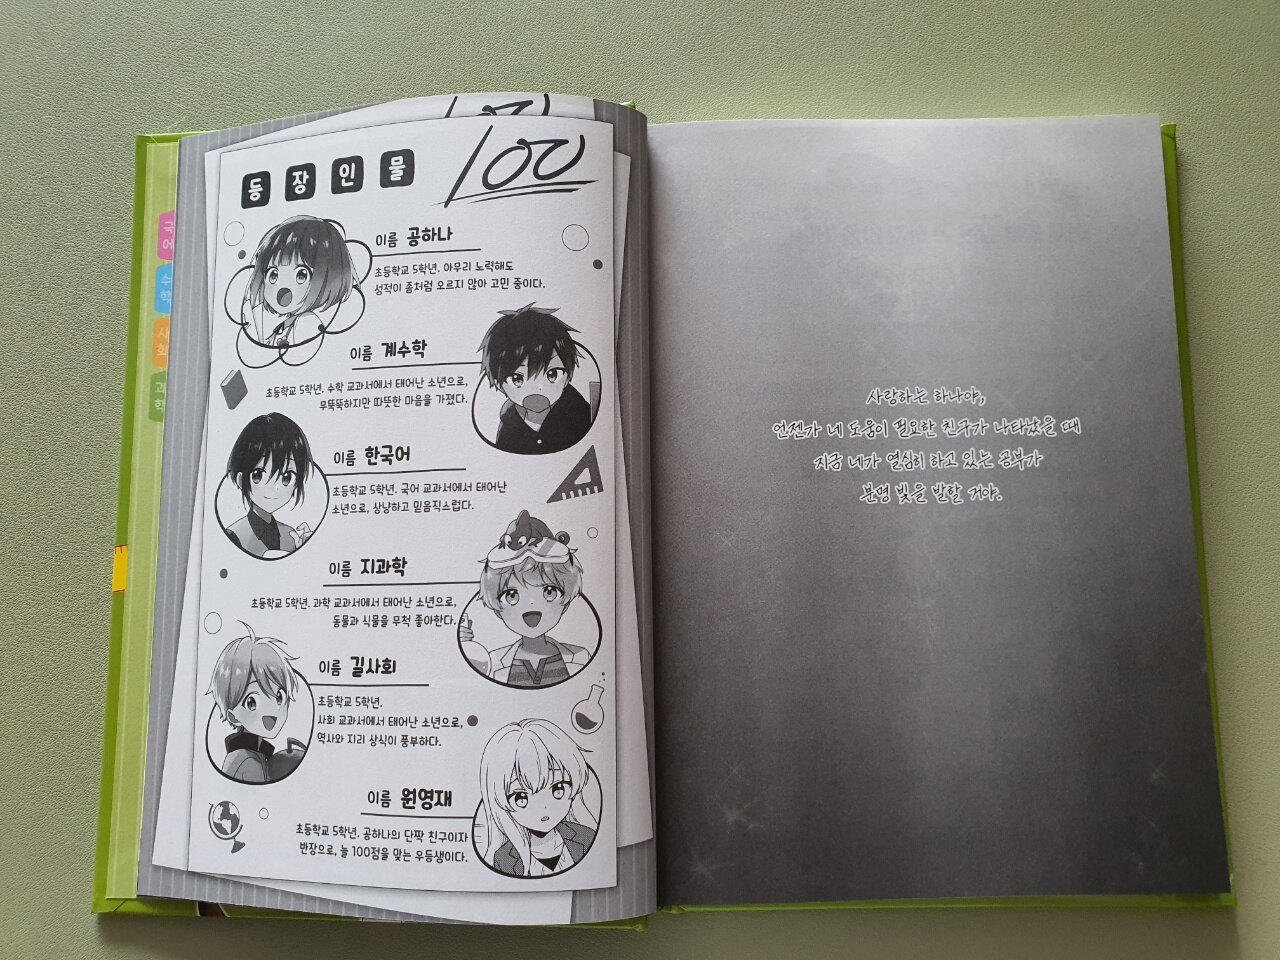 국어
수학
사회
과학
등장인물
100
이름 공하나
초등학교 5학년. 아무리 노력해도
성적이 좀처럼 오르지 않아 고민 중이다.
이름 계수학
초등학교 5학년. 수학 교과서에서 태어난 소년으로,
무뚝뚝하지만 따뜻한 마음을 가졌다.
이름 한국어
초등학교 5학년. 국어 교과서에서 태어난
소년으로, 상냥하고 믿음직스럽다.
이름 지과학
초등학교 5학년. 과학 교과서에서 태어난 소년으로,
동물과 식물을 무척 좋아한다.
이름 길사회
초등학교 5학년.
사회 교과서에서 태어난 소년으로,
역사와 지리 상식이 풍부하다.
이름 원영재
초등학교 5학년. 공하나의 단짝 친구이자
반장으로, 늘 100점을 맞는 우등생이다.
사랑하는 하나야,
언젠가 네 도움이 필요한 친구가 나타났을 때
지금 네가 열심히 하고 있는 공부가
분명 빛을 발할 거야.